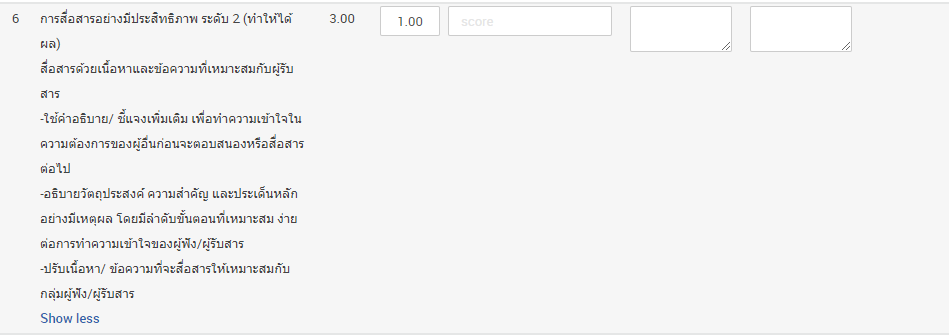 6 การสื่อสารอย่างมีประสิทธิภาพ ระดับ 2 (ทำให้ได้ 3.00 1.00 score
ผล)
สื่อสารด้วยเนื้อหาและข้อความที่เหมาะสมกับผู้รับ
สาร
-ใช้คำอธิบาย/ ชี้แจงเพิ่มเติม เพื่อทำความเข้าใจใน
ความต้องการของผู้อื่นก่อนจะตอบสนองหรือสื่อสาร
ต่อไป
-อธิบายวัตถุประสงค์ ความสำคัญ และประเด็นหลัก
อย่างมีเหตุผล โดยมีลำดับขั้นตอนที่เหมาะสม ง่าย
ต่อการทำความเข้าใจของผู้ฟัง/ผู้รับสาร
-ปรับเนื้อหา/ ข้อความที่จะสื่อสารให้เหมาะสมกับ
กลุ่มผู้ฟัง/ผู้รับสาร
Show less